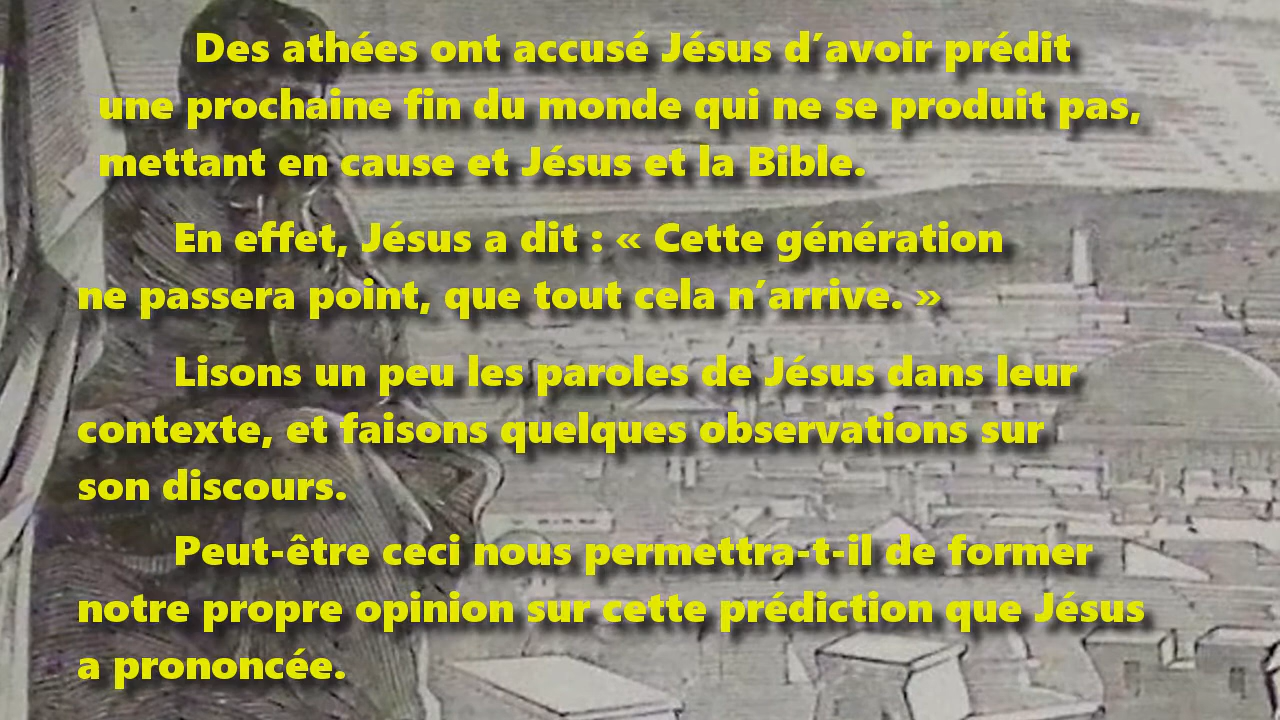 Des athées ont accusé Jésus d’avoir prédit
une prochaine fin du monde qui ne se produit pas,
mettant en cause et Jésus et la Bible.
En effet, Jésus a dit : « Cette génération
ne passera point, que tout cela n’arrive. »
Lisons un peu les paroles de Jésus dans leur
contexte, et faisons quelques observations sur
son discours.
Peut-être ceci nous permettra-t-il de former
notre propre opinion sur cette prédiction que Jésus
a prononcée.